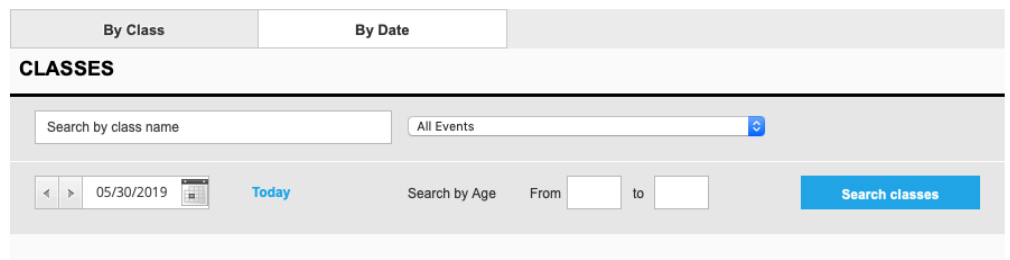 By Class By Date
CLASSES
Search by class name All Events
05/30/2019 Today Search by Age From to Search classes